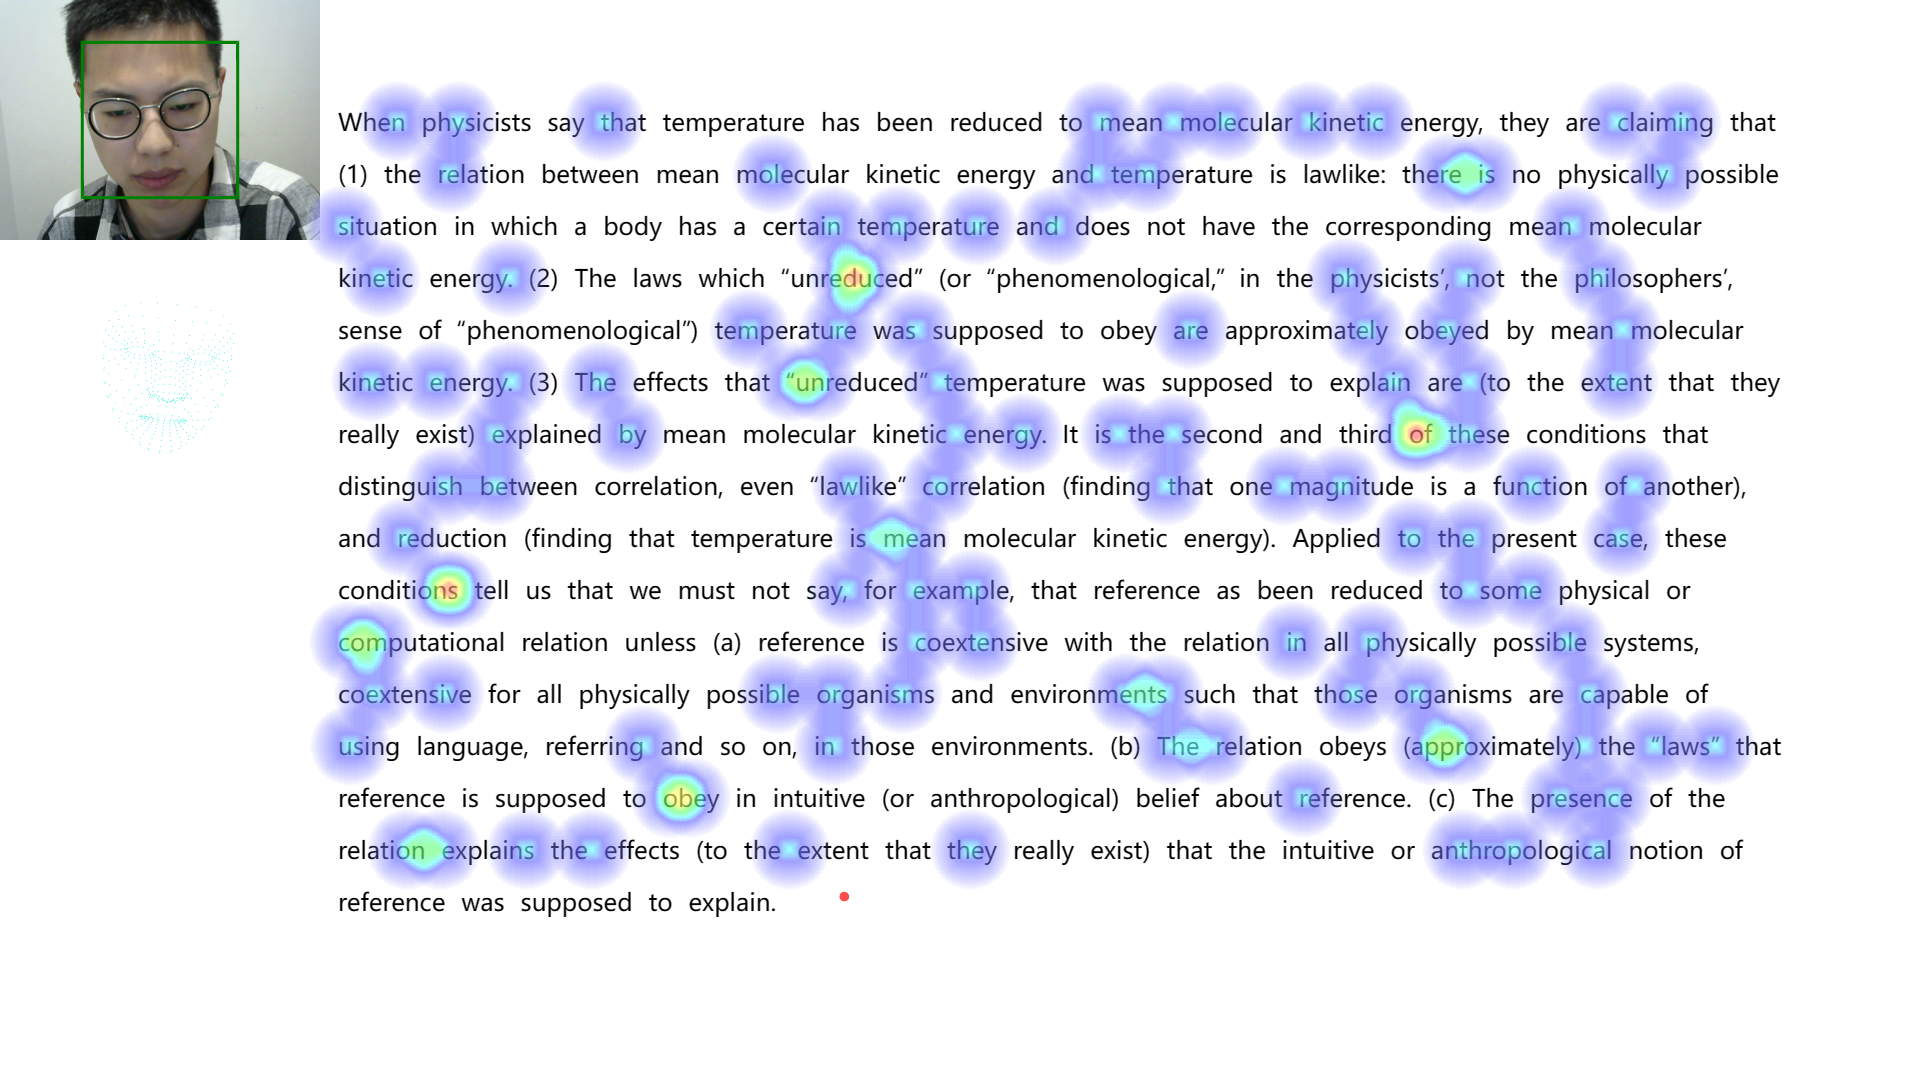 When physicists say that temperature has been reduced to mean molecular kinetic energy, they are claiming that
(1) the relation between mean molecular kinetic energy and temperature is lawlike: there is no physically possible
situation in which a body has a certain temperature and does not have the corresponding mean molecular
kinetic energy. (2) The laws which “unreduced” (or “phenomenological,” in the physicists’, not the philosophers’,
sense of “phenomenological”) temperature was supposed to obey are approximately obeyed by mean molecular
kinetic energy. (3) The effects that “unreduced” temperature was supposed to explain are (to the extent that they
really exist) explained by mean molecular kinetic energy. It is the second and third of these conditions that
distinguish between correlation, even “lawlike” correlation (finding that one magnitude is a function of another),
and reduction (finding that temperature is mean molecular kinetic energy). Applied to the present case, these
conditions tell us that we must not say, for example, that reference as been reduced to some physical or
computational relation unless (a) reference is coextensive with the relation in all physically possible systems,
coextensive for all physically possible organisms and environments such that those organisms are capable of
using language, referring and so on, in those environments. (b) The relation obeys (approximately) the “laws” that
reference is supposed to obey in intuitive (or anthropological) belief about reference. (c) The presence of the
relation explains the effects (to the extent that they really exist) that the intuitive or anthropological notion of
reference was supposed to explain.